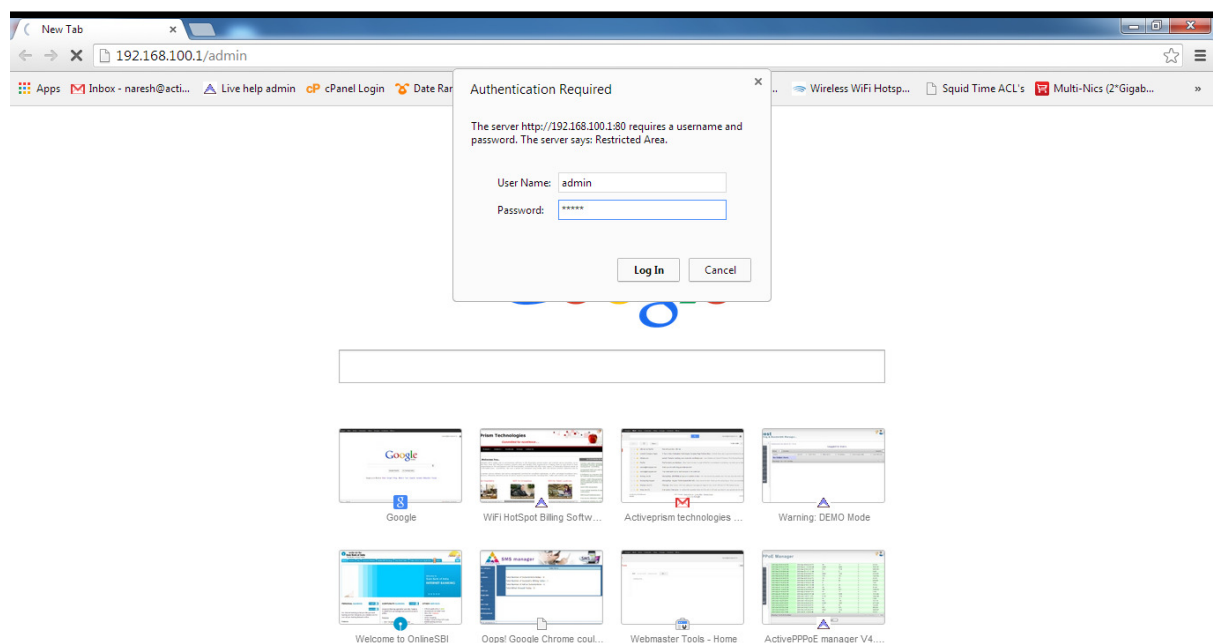 New Tab
192.168.100.1/admin
Apps Inbox - naresh@acti... Live help admin cPanel Login Date Rar .. Wireless WiFi Hotsp... Squid Time ACL's Multi-Nics (2*Gigab... »
Authentication Required
The server http://192.168.100.1:80 requires a username and
password. The server says: Restricted Area.
User Name: admin
Password: *****
Log In Cancel
Google
Google WiFi HotSpot Billing Softw... Activeprism technologies ... Warning: DEMO Mode
SMS manager
Welcome to OnlineSBI Oops! Google Chrome coul... Webmaster Tools - Home ActivePPPoE manager V4....